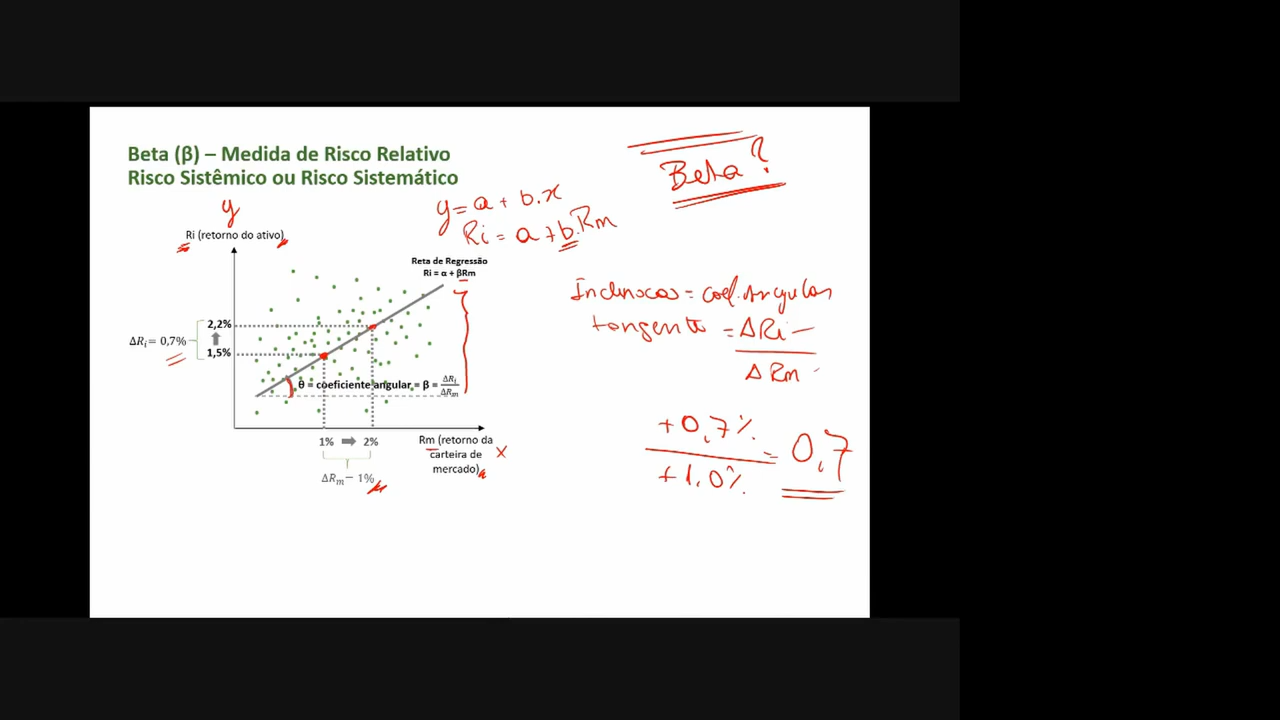 Beta (β) – Medida de Risco Relativo
Risco Sistêmico ou Risco Sistemático
Beta?
y
y = a + b.x
Ri = a + b.Rm
Ri (retorno do ativo)
Reta de Regressão
Ri = α + βRm
Inclinação = Coef. Angular
tangente = ΔRi
ΔRm
2,2%
ΔRi = 0,7%
1,5%
θ = coeficiente angular = β = ΔRi
ΔRm
1% 2%
Rm (retorno da
carteira de
mercado)
x
ΔRm – 1%
+0,7%
+1,0%
= 0,7